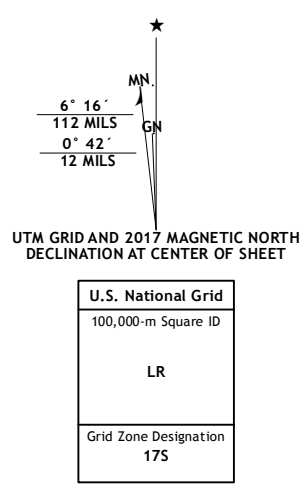 ★
MN
6° 16´
112 MILS
GN
0° 42´
12 MILS
UTM GRID AND 2017 MAGNETIC NORTH
DECLINATION AT CENTER OF SHEET
U.S. National Grid
100,000-m Square ID
LR
Grid Zone Designation
17S